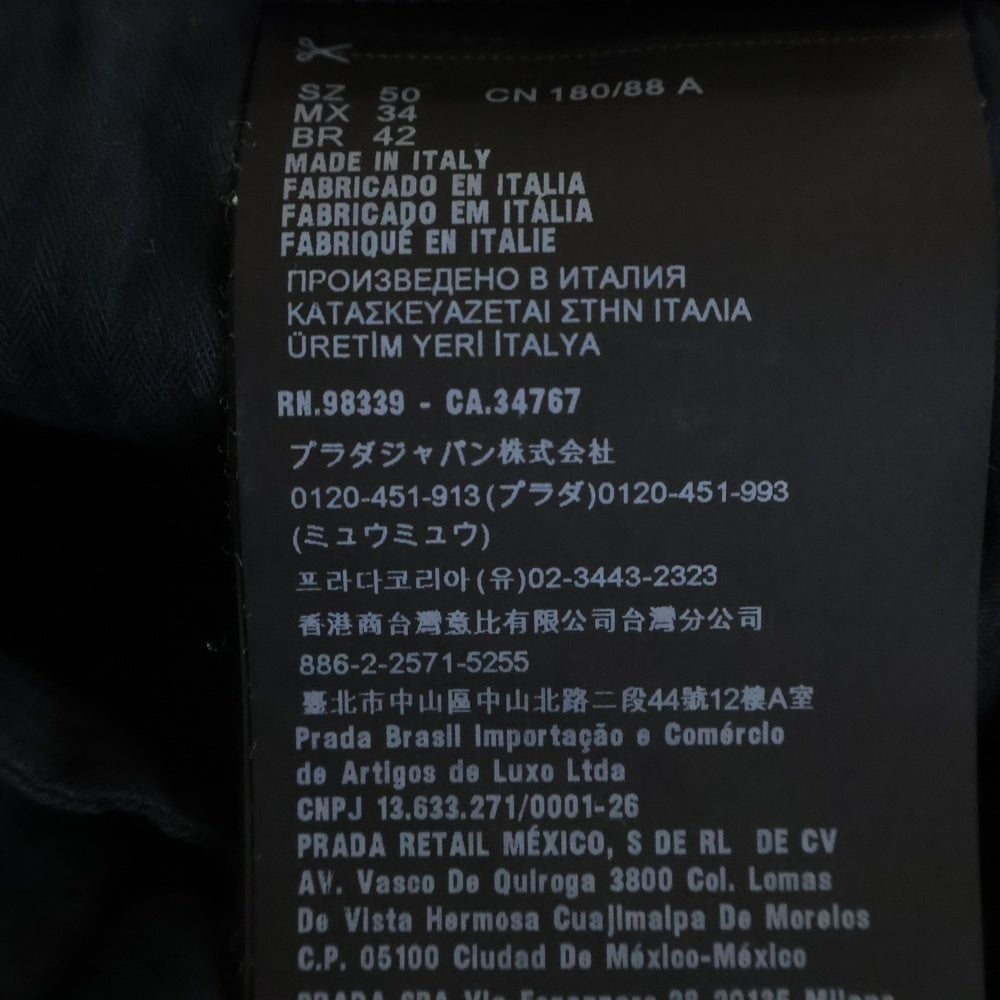 SZ 50 CN 180/88 A
MX 34
BR 42
MADE IN ITALY
FABRICADO EN ITALIA
FABRICADO EM ITÁLIA
FABRIQUÉ EN ITALIE
ПРОИЗВЕДЕНО В ИТАЛИЯ
ΚΑΤΑΣΚΕΥΑΖΕΤΑΙ ΣΤΗΝ ΙΤΑΛΙΑ
ÜRETİM YERİ İTALYA
RN.98339 - CA.34767
プラダジャパン株式会社
0120-451-913(プラダ)0120-451-993
(ミュウミュウ)
프라다코리아(유)02-3443-2323
香港商台灣意比有限公司台灣分公司
886-2-2571-5255
臺北市中山區中山北路二段44號12樓A室
Prada Brasil Importação e Comércio
de Artigos de Luxo Ltda
CNPJ 13.633.271/0001-26
PRADA RETAIL MÉXICO, S DE RL DE CV
AV. Vasco De Quiroga 3800 Col. Lomas
De Vista Hermosa Cuajimalpa De Morelos
C.P. 05100 Ciudad De México-México
PRADA SPA Via Fogazzaro 28 20135 Milano